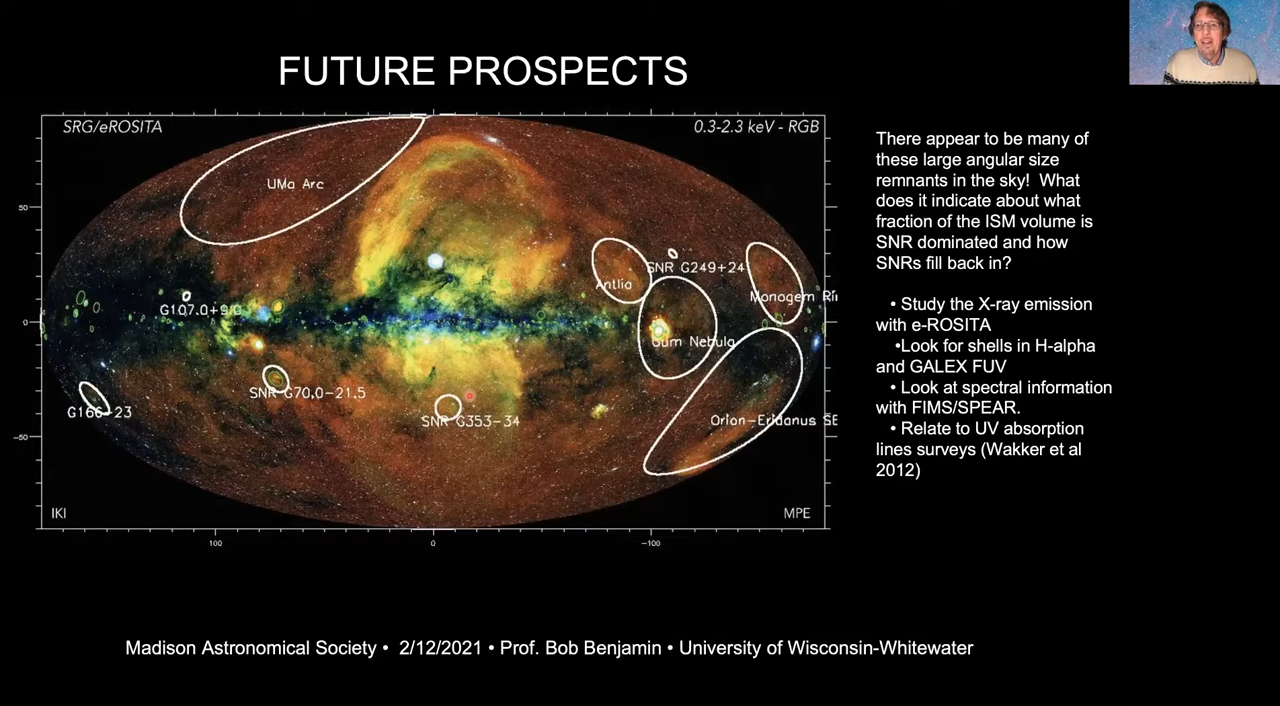 FUTURE PROSPECTS
SRG/eROSITA
0.3-2.3 keV - RGB
UMa Arc
50
SNR G249+24
Antlia
Monogem Ri
G107.0+9.0
0
Gum Nebula
SNR G70.0-21.5
G166-23
SNR G353-34
Orion-Eridanus SB
-50
IKI
MPE
100
0
-100
There appear to be many of
these large angular size
remnants in the sky! What
does it indicate about what
fraction of the ISM volume is
SNR dominated and how
SNRs fill back in?
• Study the X-ray emission
with e-ROSITA
•Look for shells in H-alpha
and GALEX FUV
• Look at spectral information
with FIMS/SPEAR.
• Relate to UV absorption
lines surveys (Wakker et al
2012)
Madison Astronomical Society • 2/12/2021 • Prof. Bob Benjamin • University of Wisconsin-Whitewater